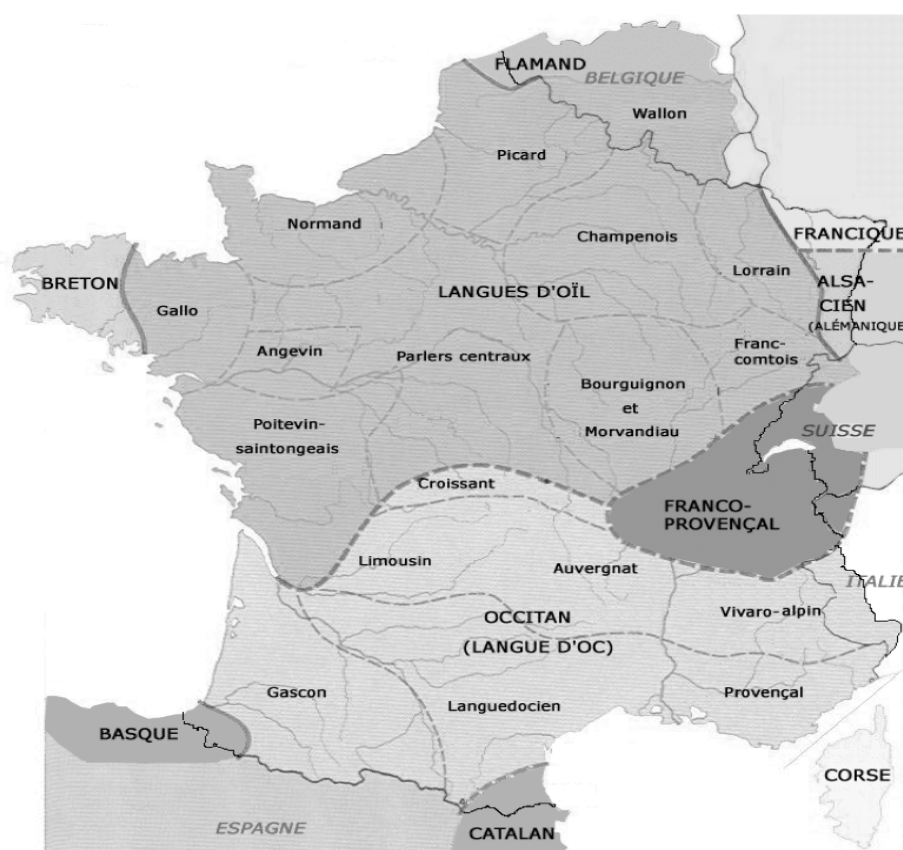 FLAMAND
BELGIQUE
Wallon
Picard
Normand
Champenois
FRANCIQUE
Lorrain
BRETON
Gallo
LANGUES D'OÏL
ALSA-
CIEN
(ALÉMANIQUE
Angevin
Parlers centraux
Franc-
comtois
Bourguignon
et
Morvandiau
Poitevin-
saintongeais
SUISSE
Croissant
FRANCO-
PROVENÇAL
Limousin
Auvergnat
ITALIE
OCCITAN
(LANGUE D'OC)
Vivaro-alpin
Gascon
Languedocien
Provençal
BASQUE
CORSE
ESPAGNE
CATALAN